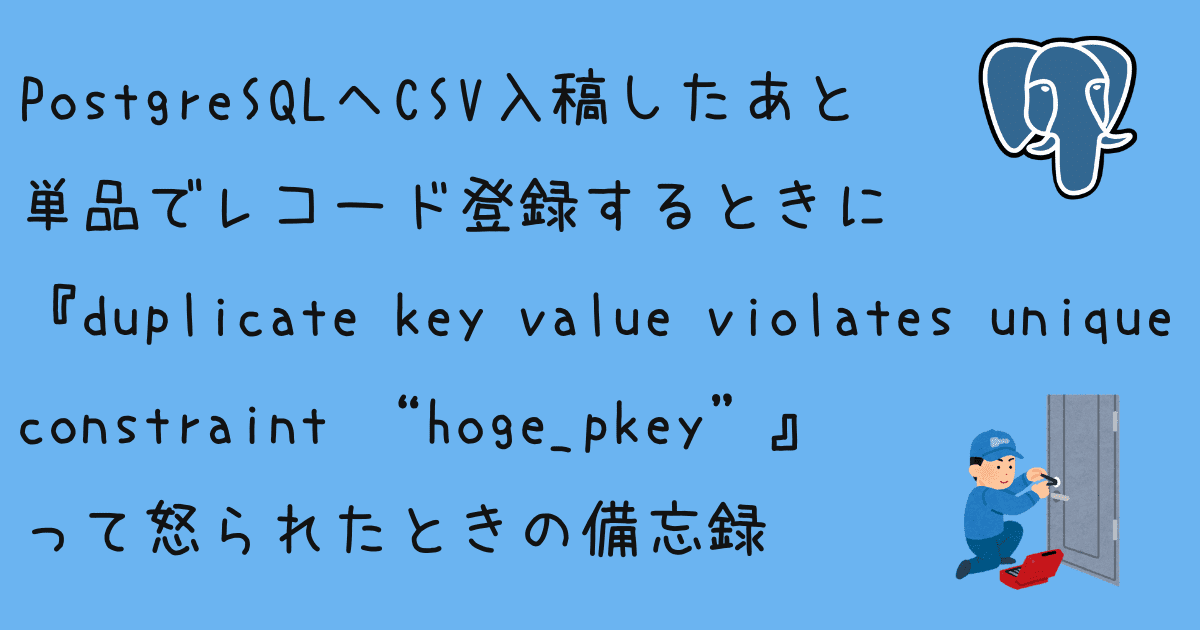 PostgreSQLへCSV入稿したあと
単品でレコード登録するときに
『duplicate key value violates unique
constraint “hoge_pkey”』
って怒られたときの備忘録